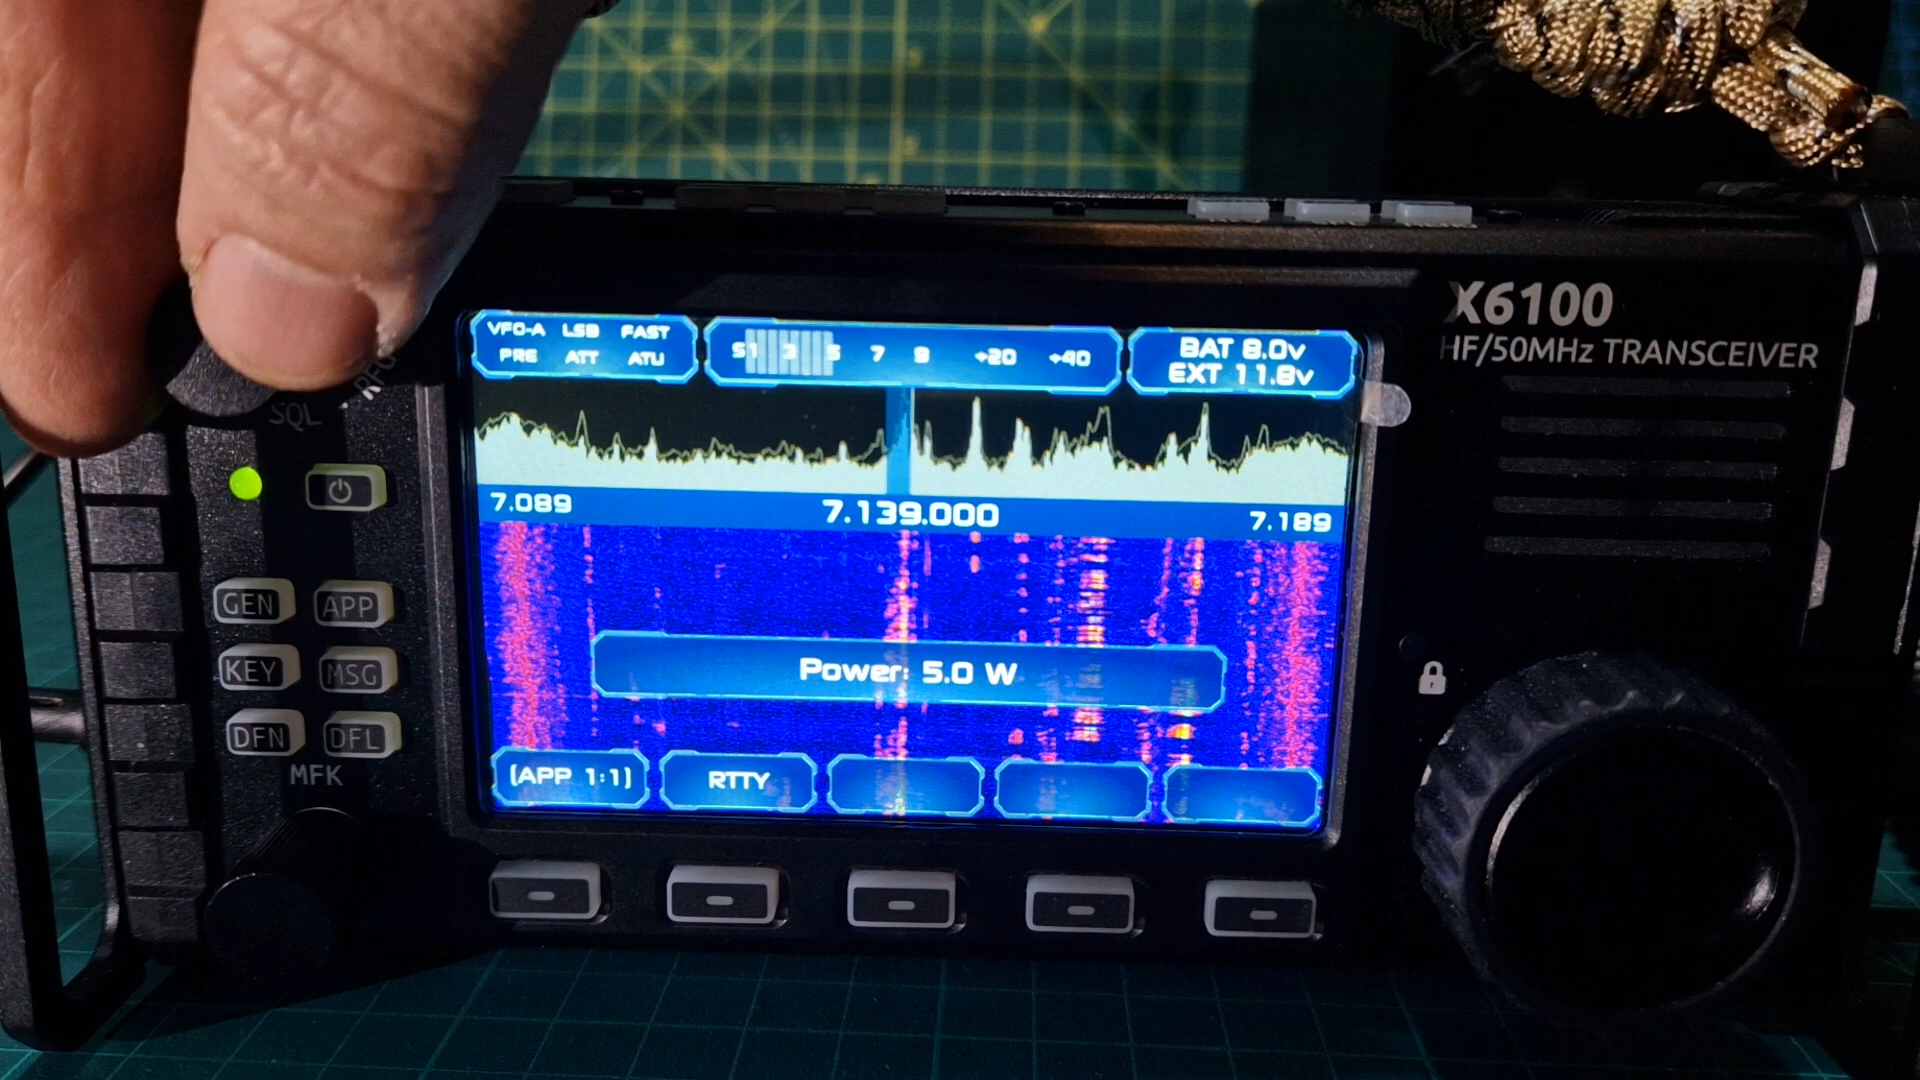 X6100
HF/50MHz TRANSCEIVER
VFO-A LSB FAST
PRE ATT ATU
S1 3 5 7 9 +20 +40
BAT 8.0v
EXT 11.8v
SQL
RFG
7.089 7.139.000 7.189
GEN APP
KEY MSG
DFN DFL
MFK
Power: 5.0 W
(APP 1:1) RTTY